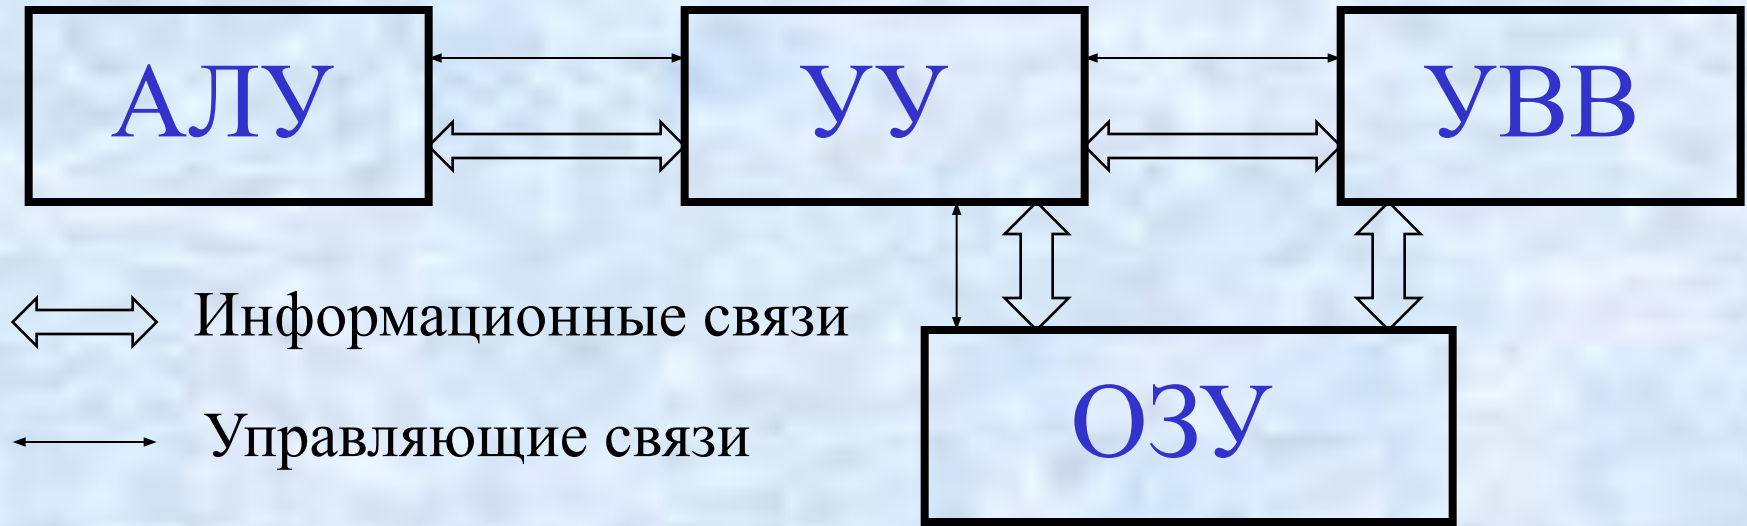 АЛУ
УУ
УВВ
Информационные связи
Управляющие связи
ОЗУ